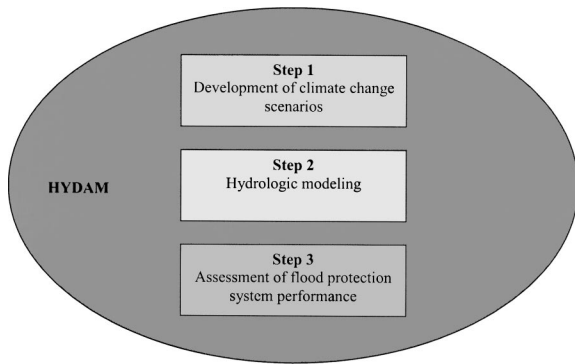 Step 1
Development of climate change
scenarios
Step 2
Hydrologic modeling
HYDAM
Step 3
Assessment of flood protection
system performance